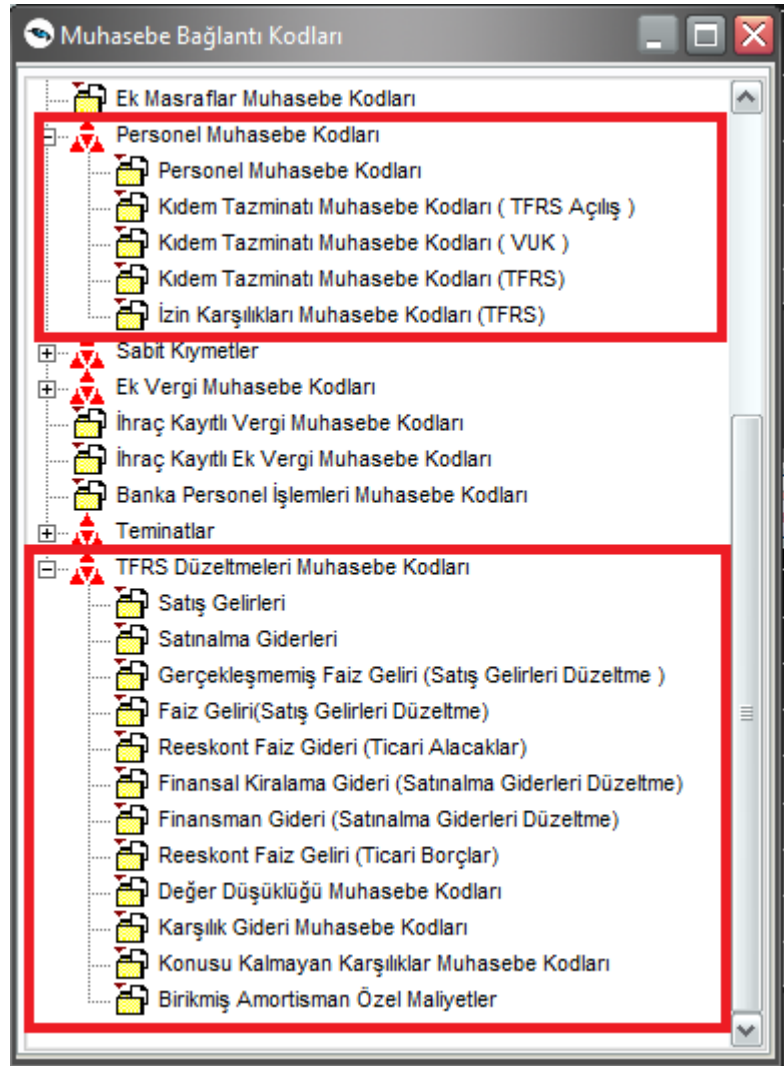 Muhasebe Bağlantı Kodları
Ek Masraflar Muhasebe Kodları
Personel Muhasebe Kodları
Personel Muhasebe Kodları
Kıdem Tazminatı Muhasebe Kodları ( TFRS Açılış )
Kıdem Tazminatı Muhasebe Kodları ( VUK )
Kıdem Tazminatı Muhasebe Kodları (TFRS)
İzin Karşılıkları Muhasebe Kodları (TFRS)
Sabit Kıymetler
Ek Vergi Muhasebe Kodları
İhraç Kayıtlı Vergi Muhasebe Kodları
İhraç Kayıtlı Ek Vergi Muhasebe Kodları
Banka Personel İşlemleri Muhasebe Kodları
Teminatlar
TFRS Düzeltmeleri Muhasebe Kodları
Satış Gelirleri
Satınalma Giderleri
Gerçekleşmemiş Faiz Geliri (Satış Gelirleri Düzeltme )
Faiz Geliri(Satış Gelirleri Düzeltme)
Reeskont Faiz Gideri (Ticari Alacaklar)
Finansal Kiralama Gideri (Satınalma Giderleri Düzeltme)
Finansman Gideri (Satınalma Giderleri Düzeltme)
Reeskont Faiz Geliri (Ticari Borçlar)
Değer Düşüklüğü Muhasebe Kodları
Karşılık Gideri Muhasebe Kodları
Konusu Kalmayan Karşılıklar Muhasebe Kodları
Birikmiş Amortisman Özel Maliyetler